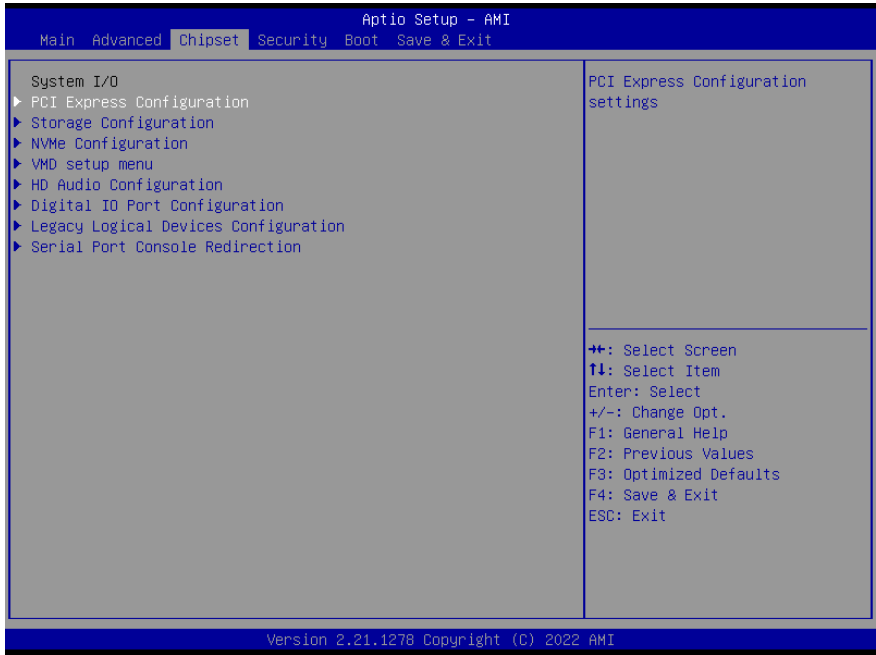 Aptio Setup – AMI
Main Advanced Chipset Security Boot Save & Exit
System I/O
PCI Express Configuration
Storage Configuration
NVMe Configuration
VMD setup menu
HD Audio Configuration
Digital IO Port Configuration
Legacy Logical Devices Configuration
Serial Port Console Redirection
PCI Express Configuration
settings
→←: Select Screen
↑↓: Select Item
Enter: Select
+/-: Change Opt.
F1: General Help
F2: Previous Values
F3: Optimized Defaults
F4: Save & Exit
ESC: Exit
Version 2.21.1278 Copyright (C) 2022 AMI